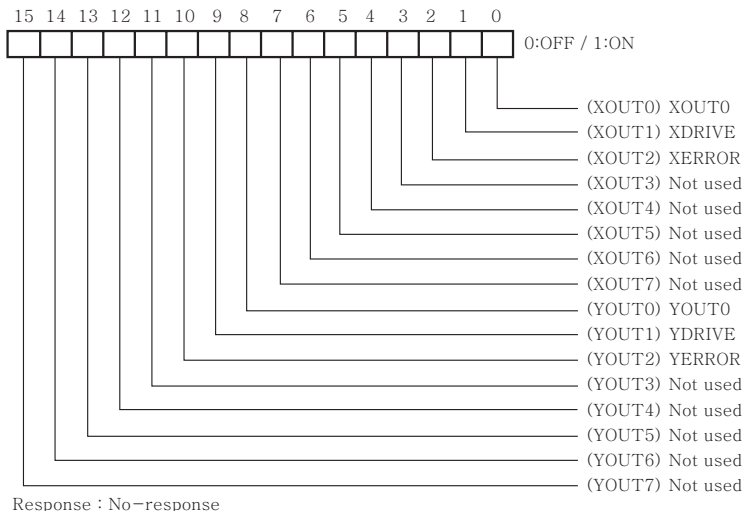 15 14 13 12 11 10 9 8 7 6 5 4 3 2 1 0
0:OFF / 1:ON
(XOUT0) XOUT0
(XOUT1) XDRIVE
(XOUT2) XERROR
(XOUT3) Not used
(XOUT4) Not used
(XOUT5) Not used
(XOUT6) Not used
(XOUT7) Not used
(YOUT0) YOUT0
(YOUT1) YDRIVE
(YOUT2) YERROR
(YOUT3) Not used
(YOUT4) Not used
(YOUT5) Not used
(YOUT6) Not used
(YOUT7) Not used
Response : No-response